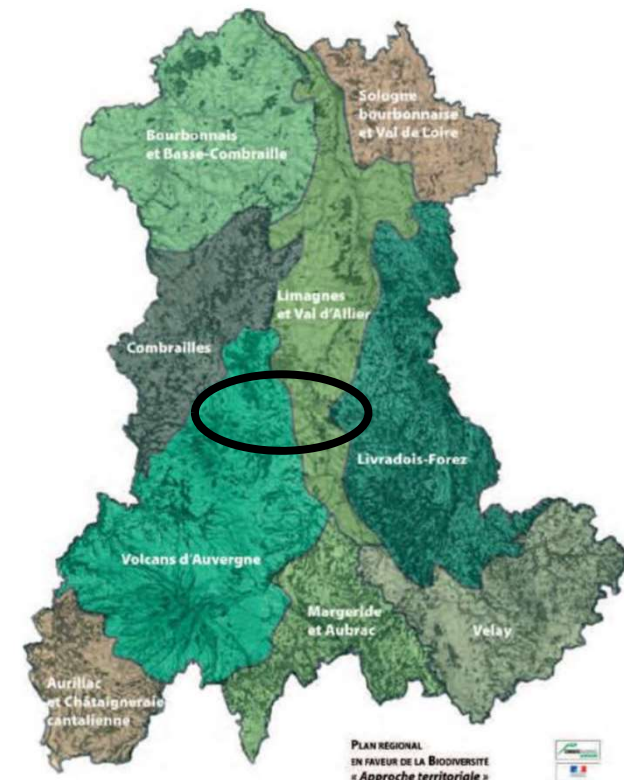 Sologne
bourbonnaise
et Val de Loire
Bourbonnais
et Basse-Combraille
Limagnes
et Val d'Allier
Combrailles
Livradois-Forez
Volcans d'Auvergne
Margeride
et Aubrac
Velay
Aurillac
et Châtaigneraie
cantalienne
PLAN RÉGIONAL
EN FAVEUR DE LA BIODIVERSITÉ
« Approche territoriale »